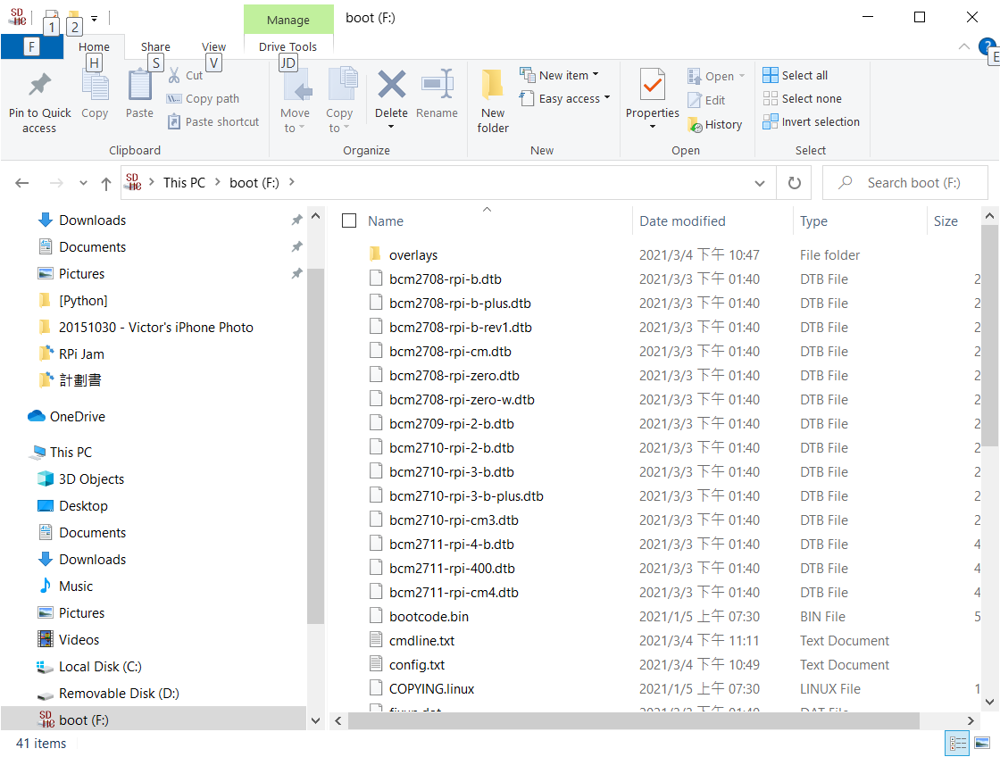 SD HC 1 2 Manage boot (F:)
F Home Share View Drive Tools ?
H S V JD E
Pin to Quick access Copy Paste Cut Copy path Paste shortcut
Move to Copy to Delete Rename
New folder New item Easy access
Properties Open Edit History
Select all Select none Invert selection
Clipboard Organize New Open Select
SD HC This PC boot (F:) Search boot (F:)
Downloads
Documents
Pictures
[Python]
20151030 - Victor's iPhone Photo
RPi Jam
計劃書
OneDrive
This PC
3D Objects
Desktop
Documents
Downloads
Music
Pictures
Videos
Local Disk (C:)
Removable Disk (D:)
SD HC boot (F:)
Name Date modified Type Size
overlays 2021/3/4 下午 10:47 File folder
bcm2708-rpi-b.dtb 2021/3/3 下午 01:40 DTB File 2
bcm2708-rpi-b-plus.dtb 2021/3/3 下午 01:40 DTB File 2
bcm2708-rpi-b-rev1.dtb 2021/3/3 下午 01:40 DTB File 2
bcm2708-rpi-cm.dtb 2021/3/3 下午 01:40 DTB File 2
bcm2708-rpi-zero.dtb 2021/3/3 下午 01:40 DTB File 2
bcm2708-rpi-zero-w.dtb 2021/3/3 下午 01:40 DTB File 2
bcm2709-rpi-2-b.dtb 2021/3/3 下午 01:40 DTB File 2
bcm2710-rpi-2-b.dtb 2021/3/3 下午 01:40 DTB File 2
bcm2710-rpi-3-b.dtb 2021/3/3 下午 01:40 DTB File 2
bcm2710-rpi-3-b-plus.dtb 2021/3/3 下午 01:40 DTB File 2
bcm2710-rpi-cm3.dtb 2021/3/3 下午 01:40 DTB File 2
bcm2711-rpi-4-b.dtb 2021/3/3 下午 01:40 DTB File 4
bcm2711-rpi-400.dtb 2021/3/3 下午 01:40 DTB File 4
bcm2711-rpi-cm4.dtb 2021/3/3 下午 01:40 DTB File 4
bootcode.bin 2021/1/5 上午 07:30 BIN File 5
cmdline.txt 2021/3/4 下午 11:11 Text Document
config.txt 2021/3/4 下午 10:49 Text Document
COPYING.linux 2021/1/5 上午 07:30 LINUX File 1
41 items